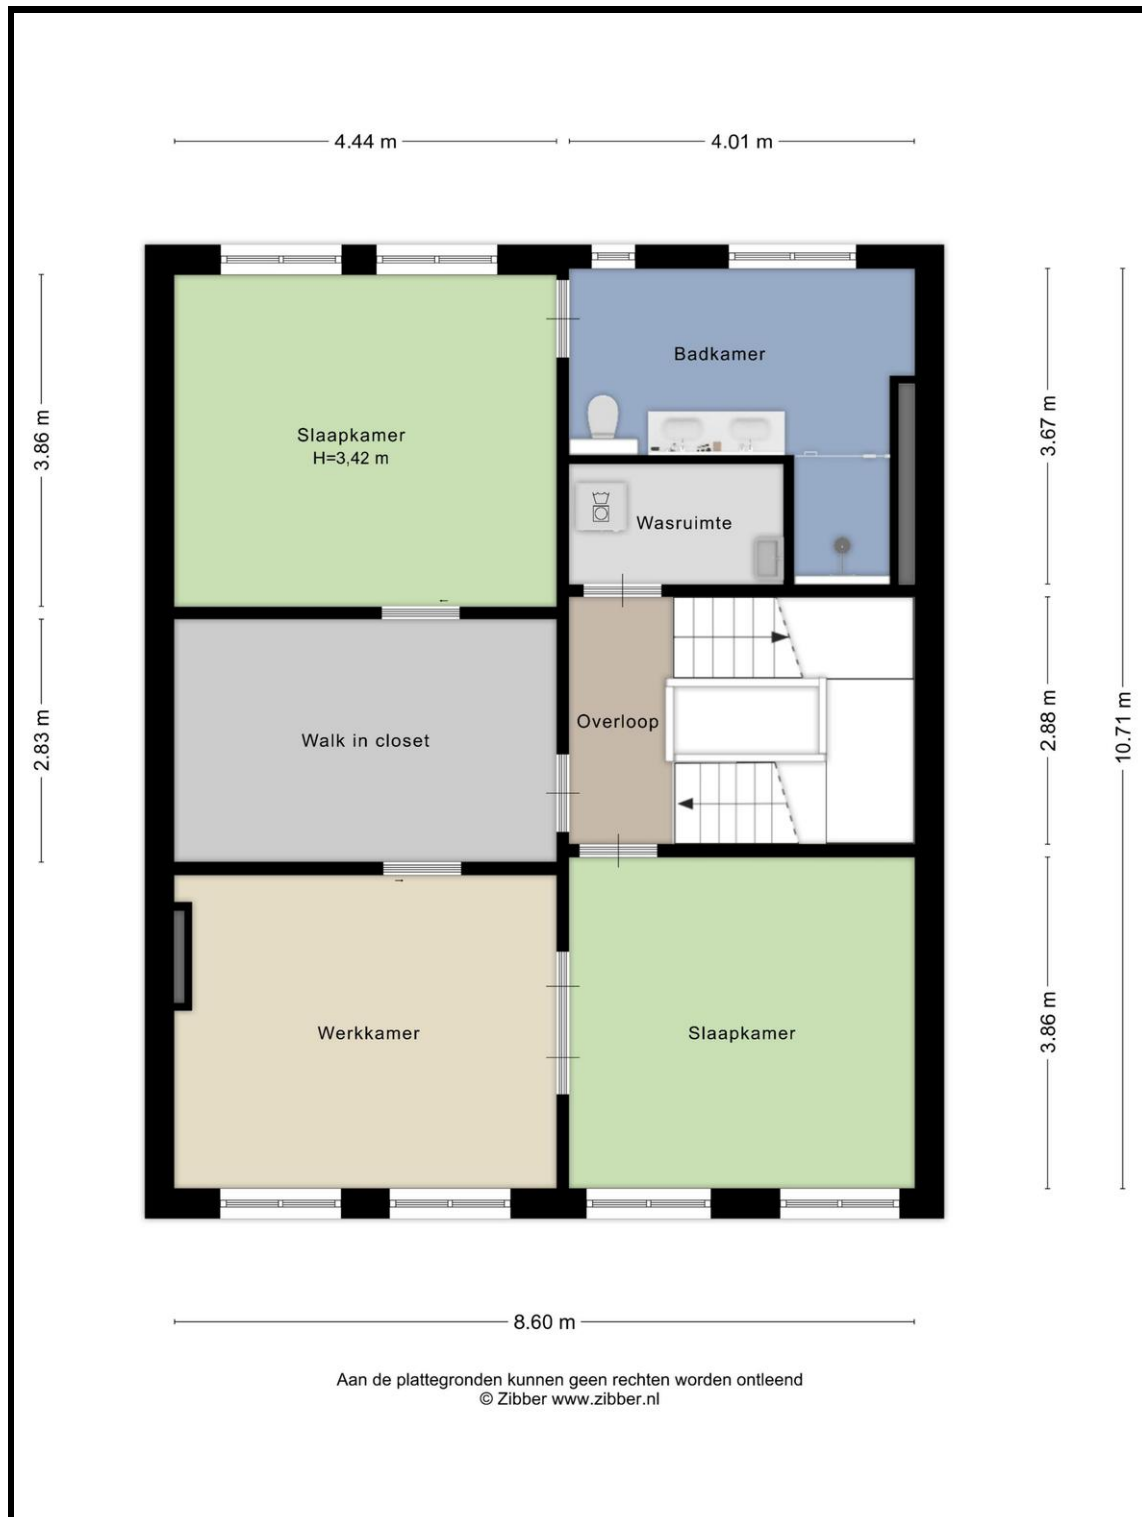 4.44 m
4.01 m
3.86 m
2.83 m
3.67 m
2.88 m
3.86 m
10.71 m
Badkamer
Slaapkamer
H=3,42 m
Wasruimte
Overloop
Walk in closet
Werkkamer
Slaapkamer
8.60 m
Aan de plattegronden kunnen geen rechten worden ontleend
© Zibber www.zibber.nl